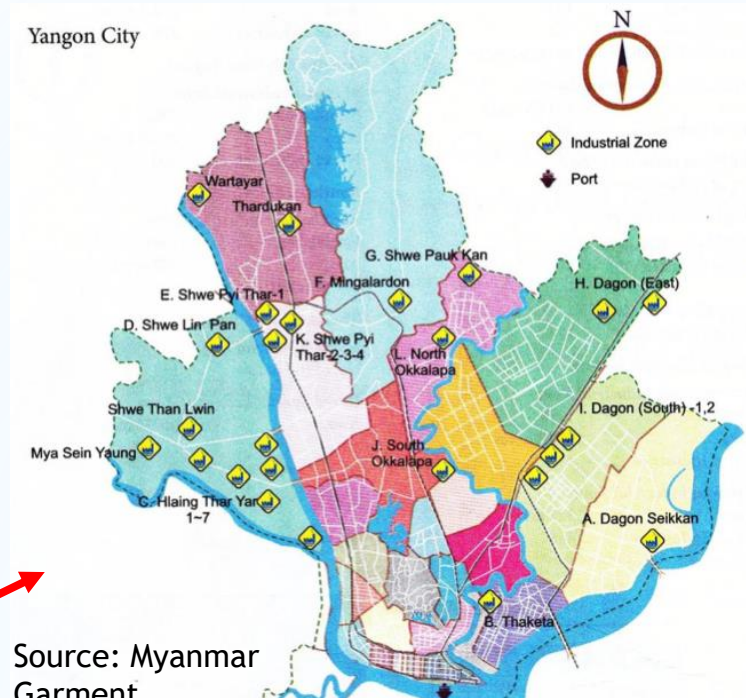 Yangon City
N
Industrial Zone
Port
Wartayar
Thardukan
G. Shwe Pauk Kan
H. Dagon (East)
E. Shwe Pyi Thar-1
F. Mingalardon
D. Shwe Lin Pan
K. Shwe Pyi
Thar-2-3-4
L. North
Okkalapa
Shwe Than Lwin
I. Dagon (South) -1,2
Mya Sein Yaung
J. South
Okkalapa
C. Hlaing Thar Yar
1~7
A. Dagon Seikkan
B. Thaketa
Source: Myanmar
Garment